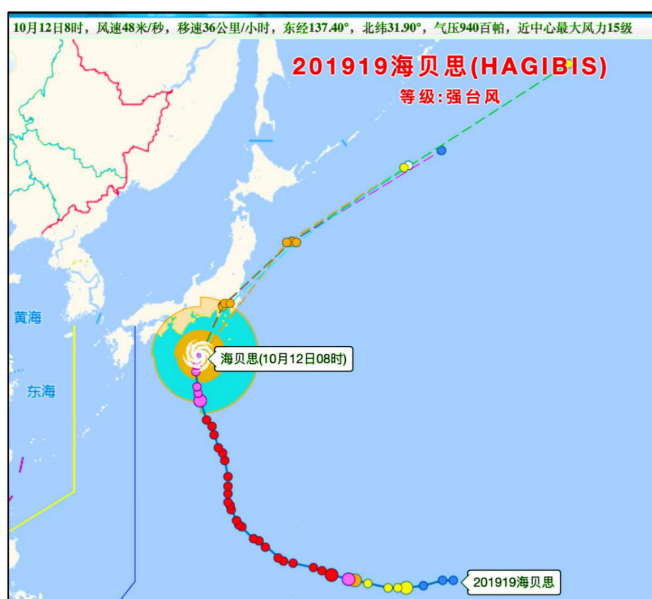 10月12日8时，风速48米/秒，移速36公里/小时，东经137.40°，北纬31.90°，气压940百帕，近中心最大风力15级
201919海贝思(HAGIBIS)
等级:强台风
黄海
海贝思(10月12日08时)
东海
201919海贝思